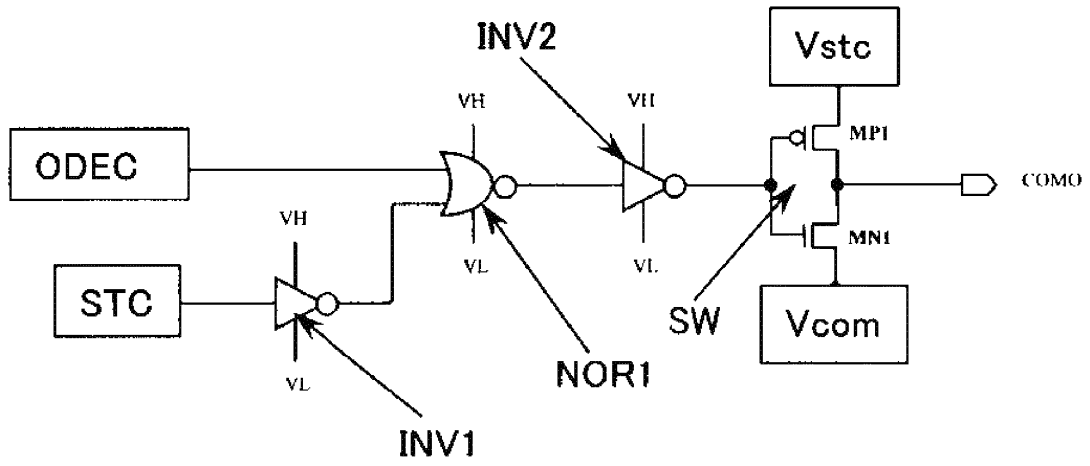 INV2
Vstc
VH
VH
MP1
ODEC
COMO
VH
MN1
VL
VL
STC
SW
Vcom
NOR1
VL
INV1